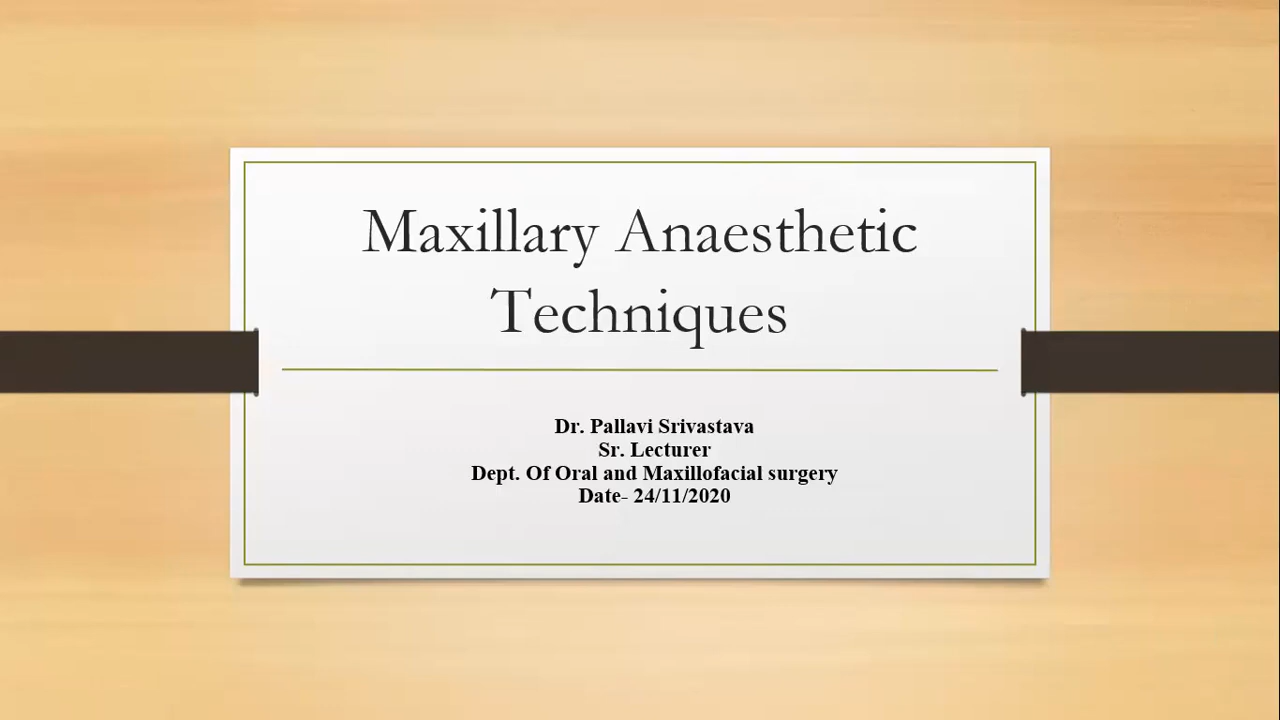 Maxillary Anaesthetic
Techniques
Dr. Pallavi Srivastava
Sr. Lecturer
Dept. Of Oral and Maxillofacial surgery
Date- 24/11/2020